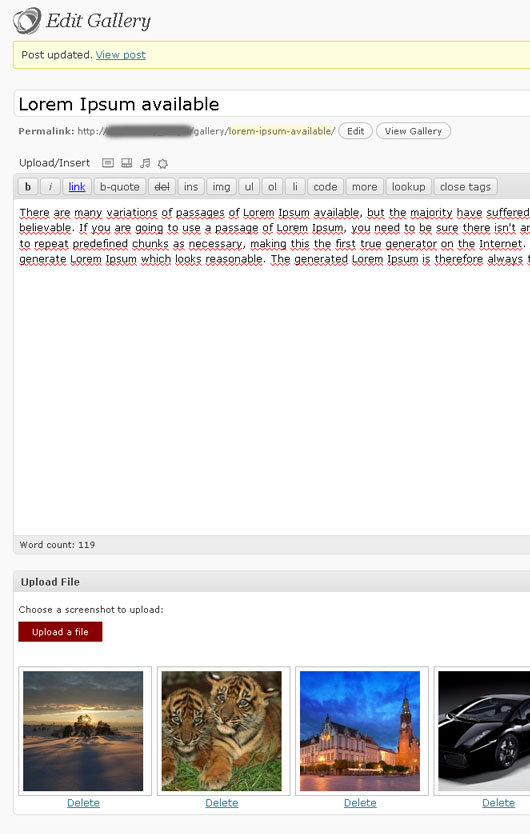 Edit Gallery
Post updated. View post
Lorem Ipsum available
Permalink: http:// /gallery/lorem-ipsum-available/ Edit View Gallery
Upload/Insert
b i link b-quote del ins img ul ol li code more lookup close tags
There are many variations of passages of Lorem Ipsum available, but the majority have suffered
believable. If you are going to use a passage of Lorem Ipsum, you need to be sure there isn't
to repeat predefined chunks as necessary, making this the first true generator on the Internet.
generate Lorem Ipsum which looks reasonable. The generated Lorem Ipsum is therefore always
Word count: 119
Upload File
Choose a screenshot to upload:
Upload a file
Delete Delete Delete Delete